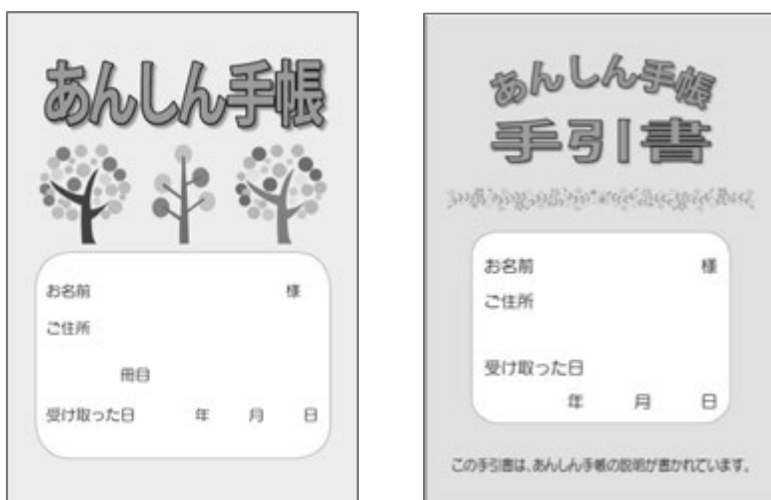 あんしん手帳
お名前 様
ご住所
冊目
受け取った日 年 月 日
あんしん手帳
手引書
お名前 様
ご住所
受け取った日
年 月 日
この手引書は、あんしん手帳の説明が書かれています。